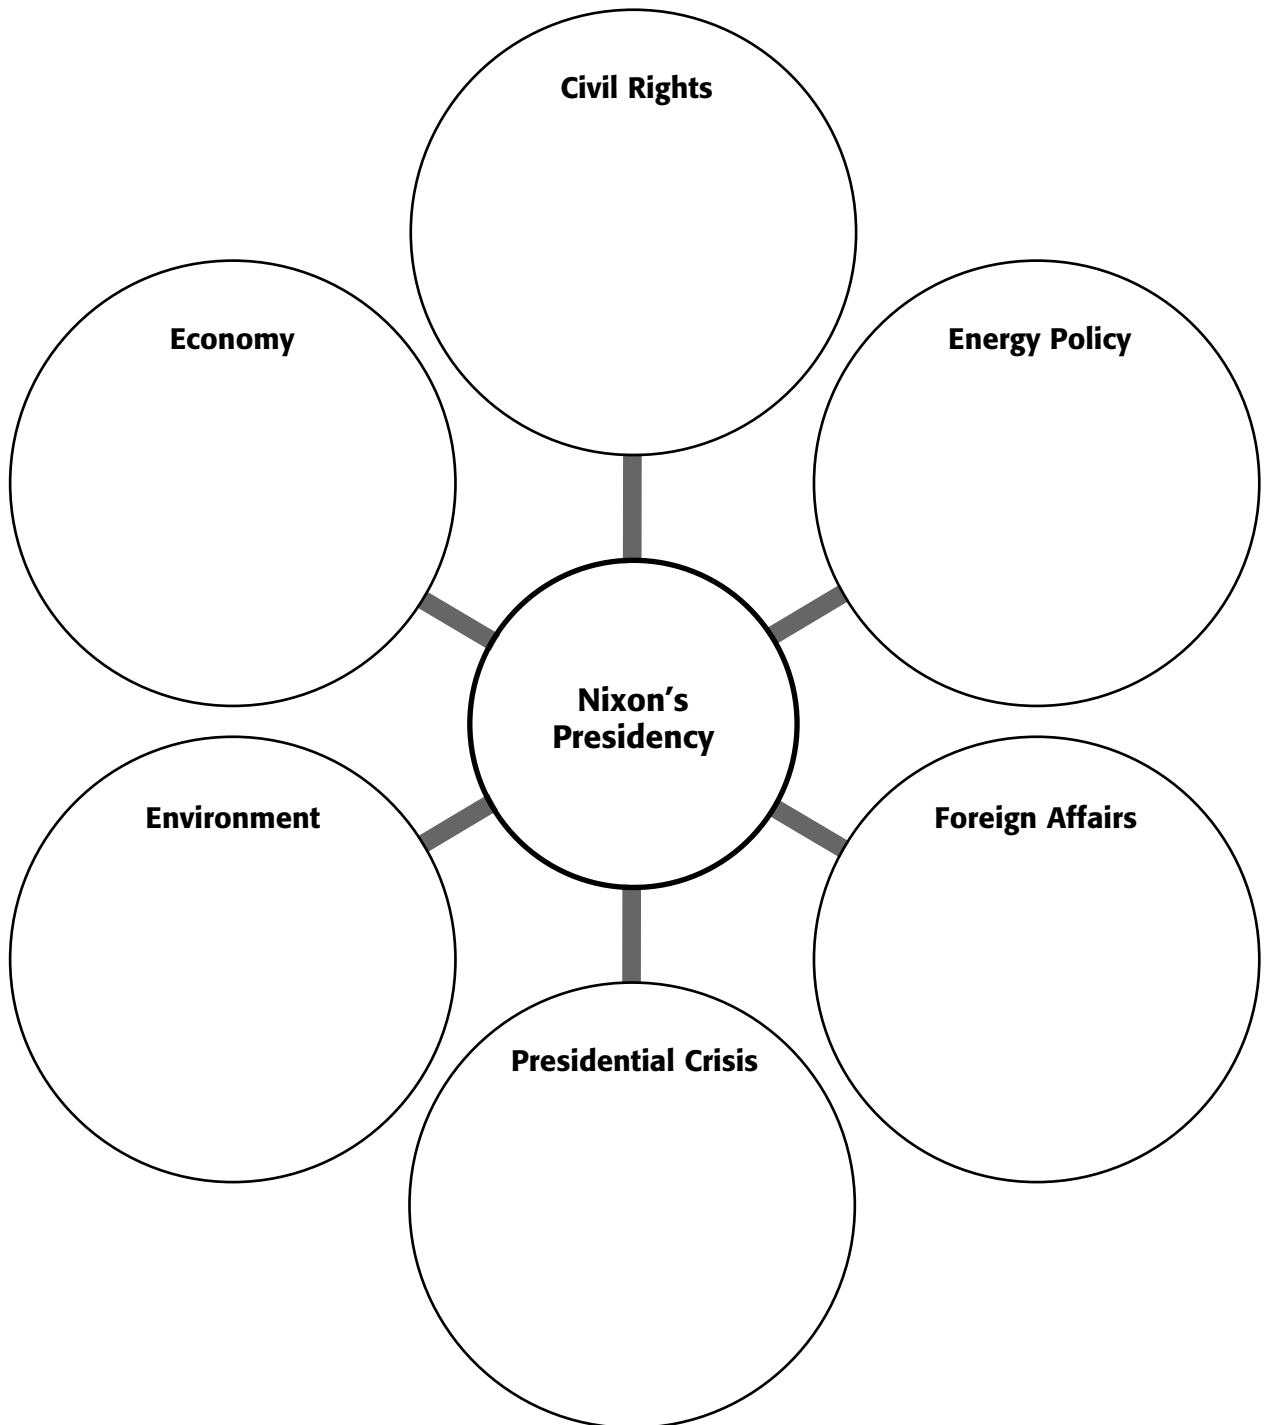 Civil Rights
Economy
Energy Policy
Nixon’s
Presidency
Environment
Foreign Affairs
Presidential Crisis